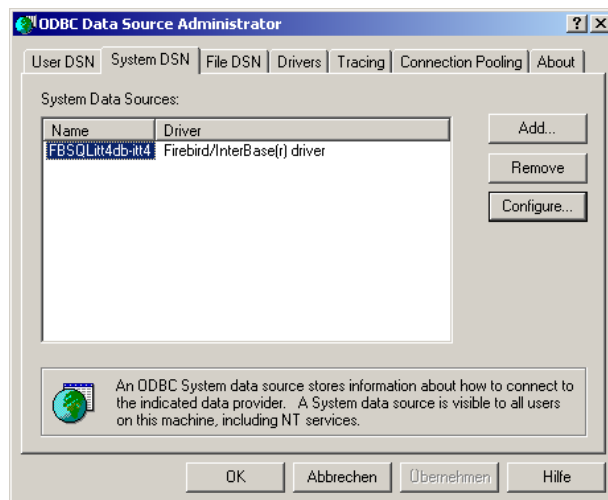 ODBC Data Source Administrator
User DSN System DSN File DSN Drivers Tracing Connection Pooling About
System Data Sources:
Name Driver
FBSQLitt4db-itt4 Firebird/InterBase(r) driver
Add...
Remove
Configure...
An ODBC System data source stores information about how to connect to
the indicated data provider. A System data source is visible to all users
on this machine, including NT services.
OK Abbrechen Übernehmen Hilfe